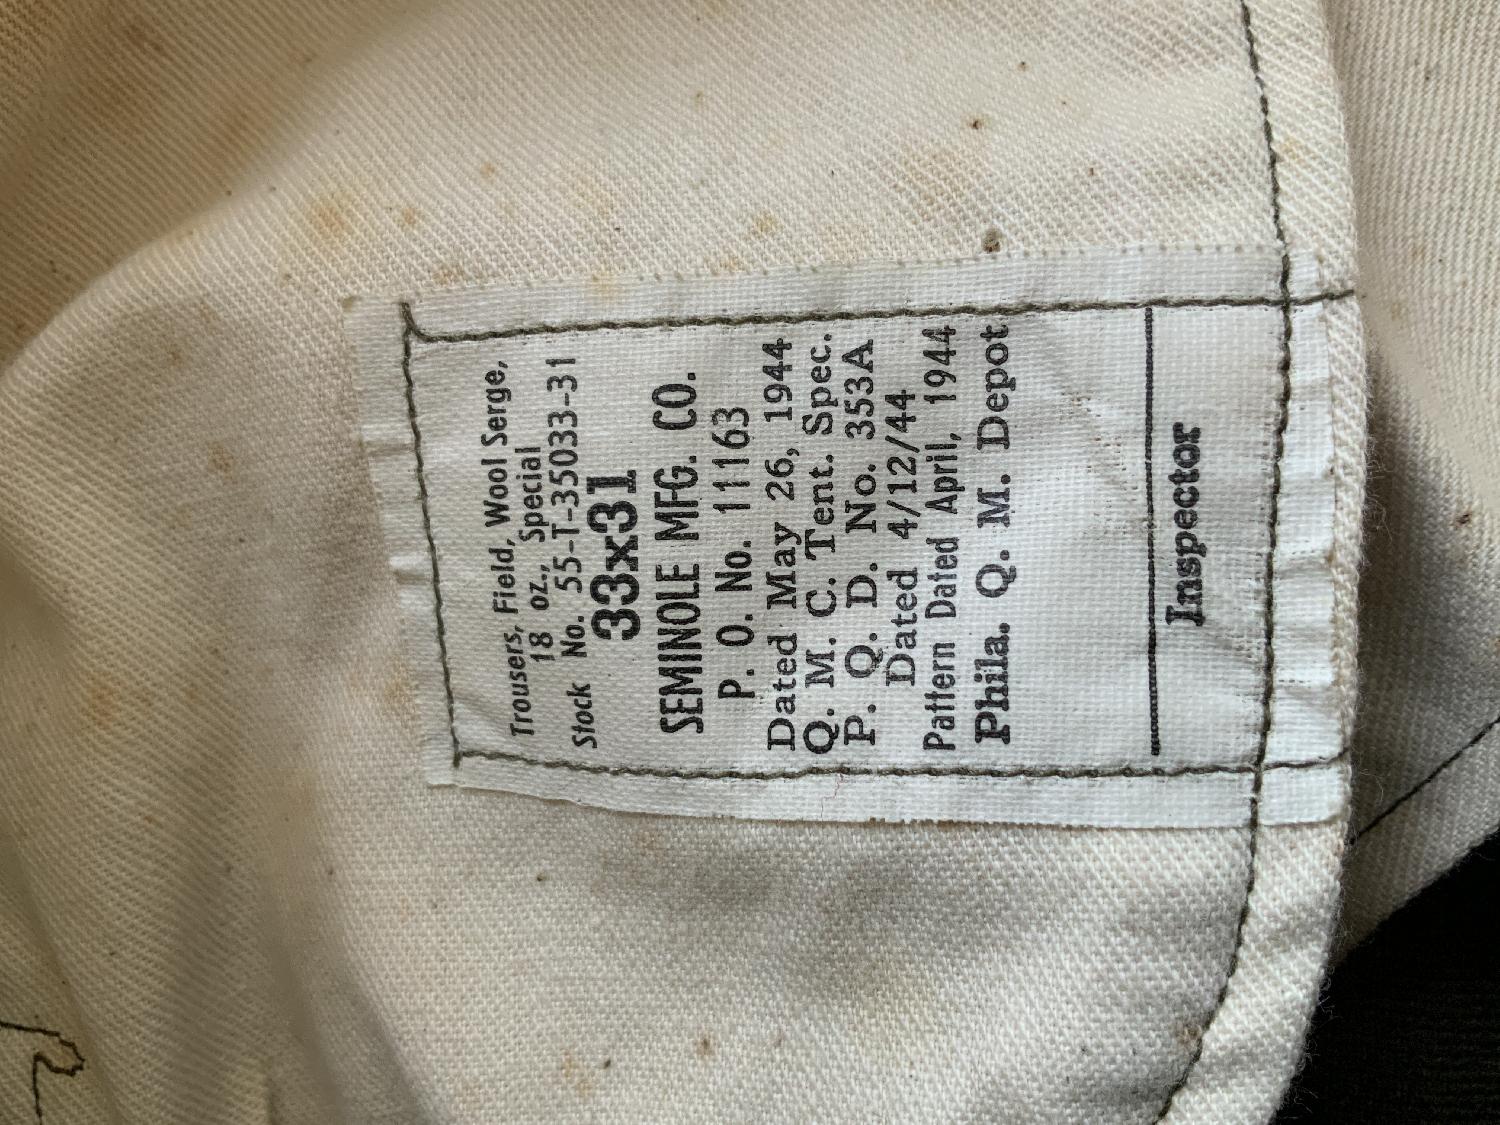 Trousers, Field, Wool Serge,
18 oz., Special
Stock No. 55-T-35033-31
33x31
SEMINOLE MFG. CO.
P. O. No. 11163
Dated May 26, 1944
Q. M. C. Tent. Spec.
P. Q. D. No. 353A
Dated 4/12/44
Pattern Dated April, 1944
Phila. Q. M. Depot
Inspector